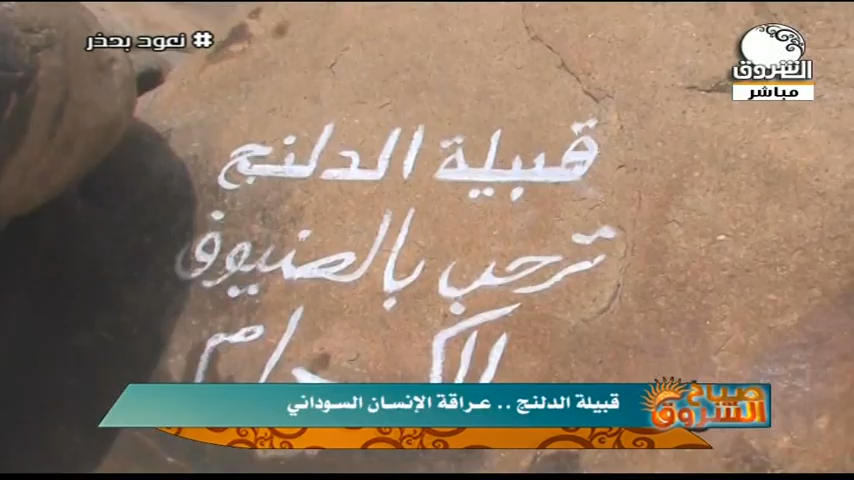 #نعود بحذر
الشروق
مباشر
قبيلة الدلنج
ترحب بالضيوف
الكرام
قبيلة الدلنج .. عراقة الإنسان السوداني
صباح
الشروق